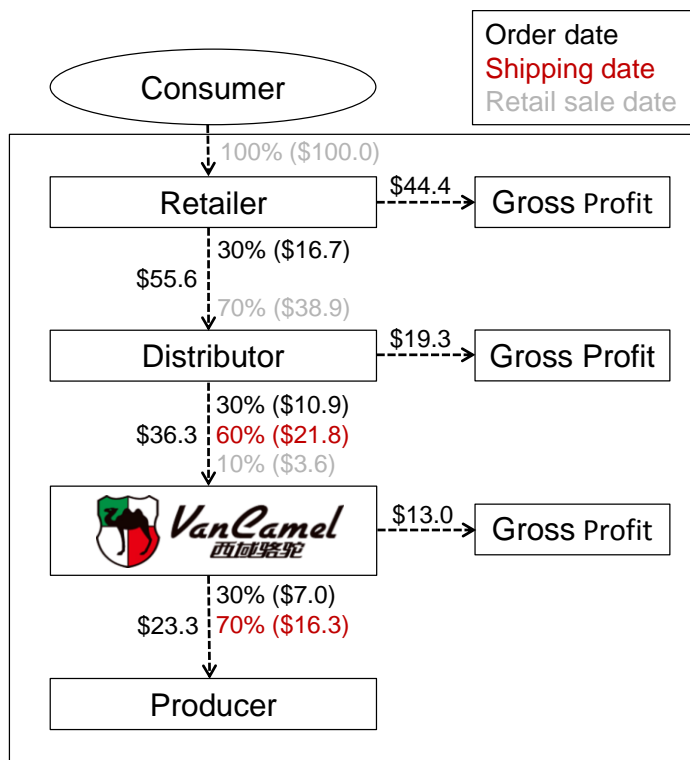 Order date
Shipping date
Retail sale date
Consumer
100% ($100.0)
Retailer
$44.4
Gross Profit
30% ($16.7)
$55.6
70% ($38.9)
Distributor
$19.3
Gross Profit
30% ($10.9)
$36.3
60% ($21.8)
10% ($3.6)
VanCamel
西域骆驼
$13.0
Gross Profit
30% ($7.0)
$23.3
70% ($16.3)
Producer